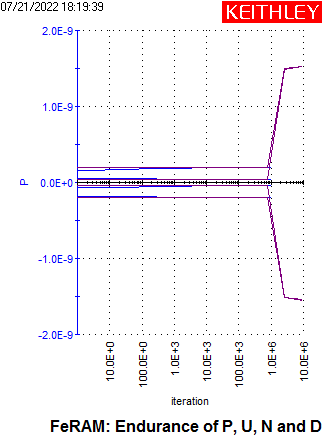 07/21/2022 18:19:39
KEITHLEY
2.0E-9
1.0E-9
P
0.0E+0
-1.0E-9
-2.0E-9
10.0E+0
100.0E+0
1.0E+3
10.0E+3
100.0E+3
1.0E+6
10.0E+6
iteration
FeRAM: Endurance of P, U, N and D